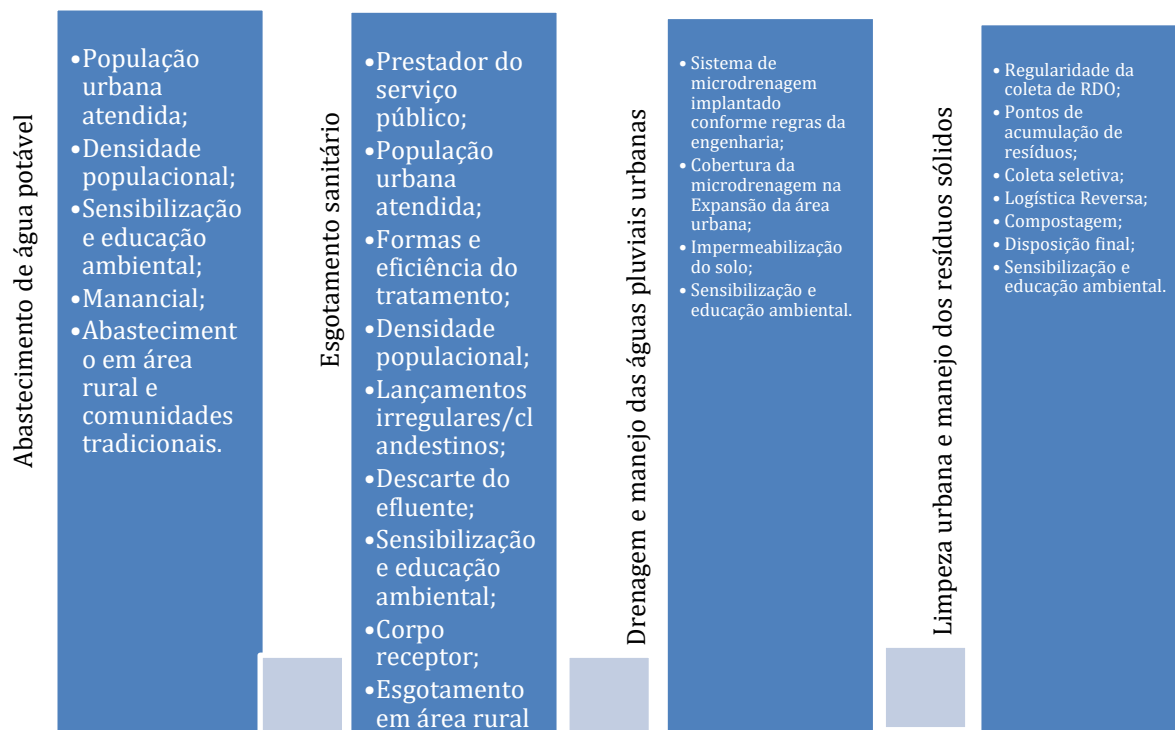 Abastecimento de água potável
•População
urbana
atendida;
•Densidade
populacional;
•Sensibilização
e educação
ambiental;
•Manancial;
•Abasteciment
o em área
rural e
comunidades
tradicionais.
Esgotamento sanitário
•Prestador do
serviço
público;
•População
urbana
atendida;
•Formas e
eficiência do
tratamento;
•Densidade
populacional;
•Lançamentos
irregulares/cl
andestinos;
•Descarte do
efluente;
•Sensibilização
e educação
ambiental;
•Corpo
receptor;
•Esgotamento
em área rural
Drenagem e manejo das águas pluviais urbanas
• Sistema de
microdrenagem
implantado
conforme regras da
engenharia;
• Cobertura da
microdrenagem na
Expansão da área
urbana;
• Impermeabilização
do solo;
• Sensibilização e
educação ambiental.
Limpeza urbana e manejo dos resíduos sólidos
• Regularidade da
coleta de RDO;
• Pontos de
acumulação de
resíduos;
• Coleta seletiva;
• Logística Reversa;
• Compostagem;
• Disposição final;
• Sensibilização e
educação ambiental.